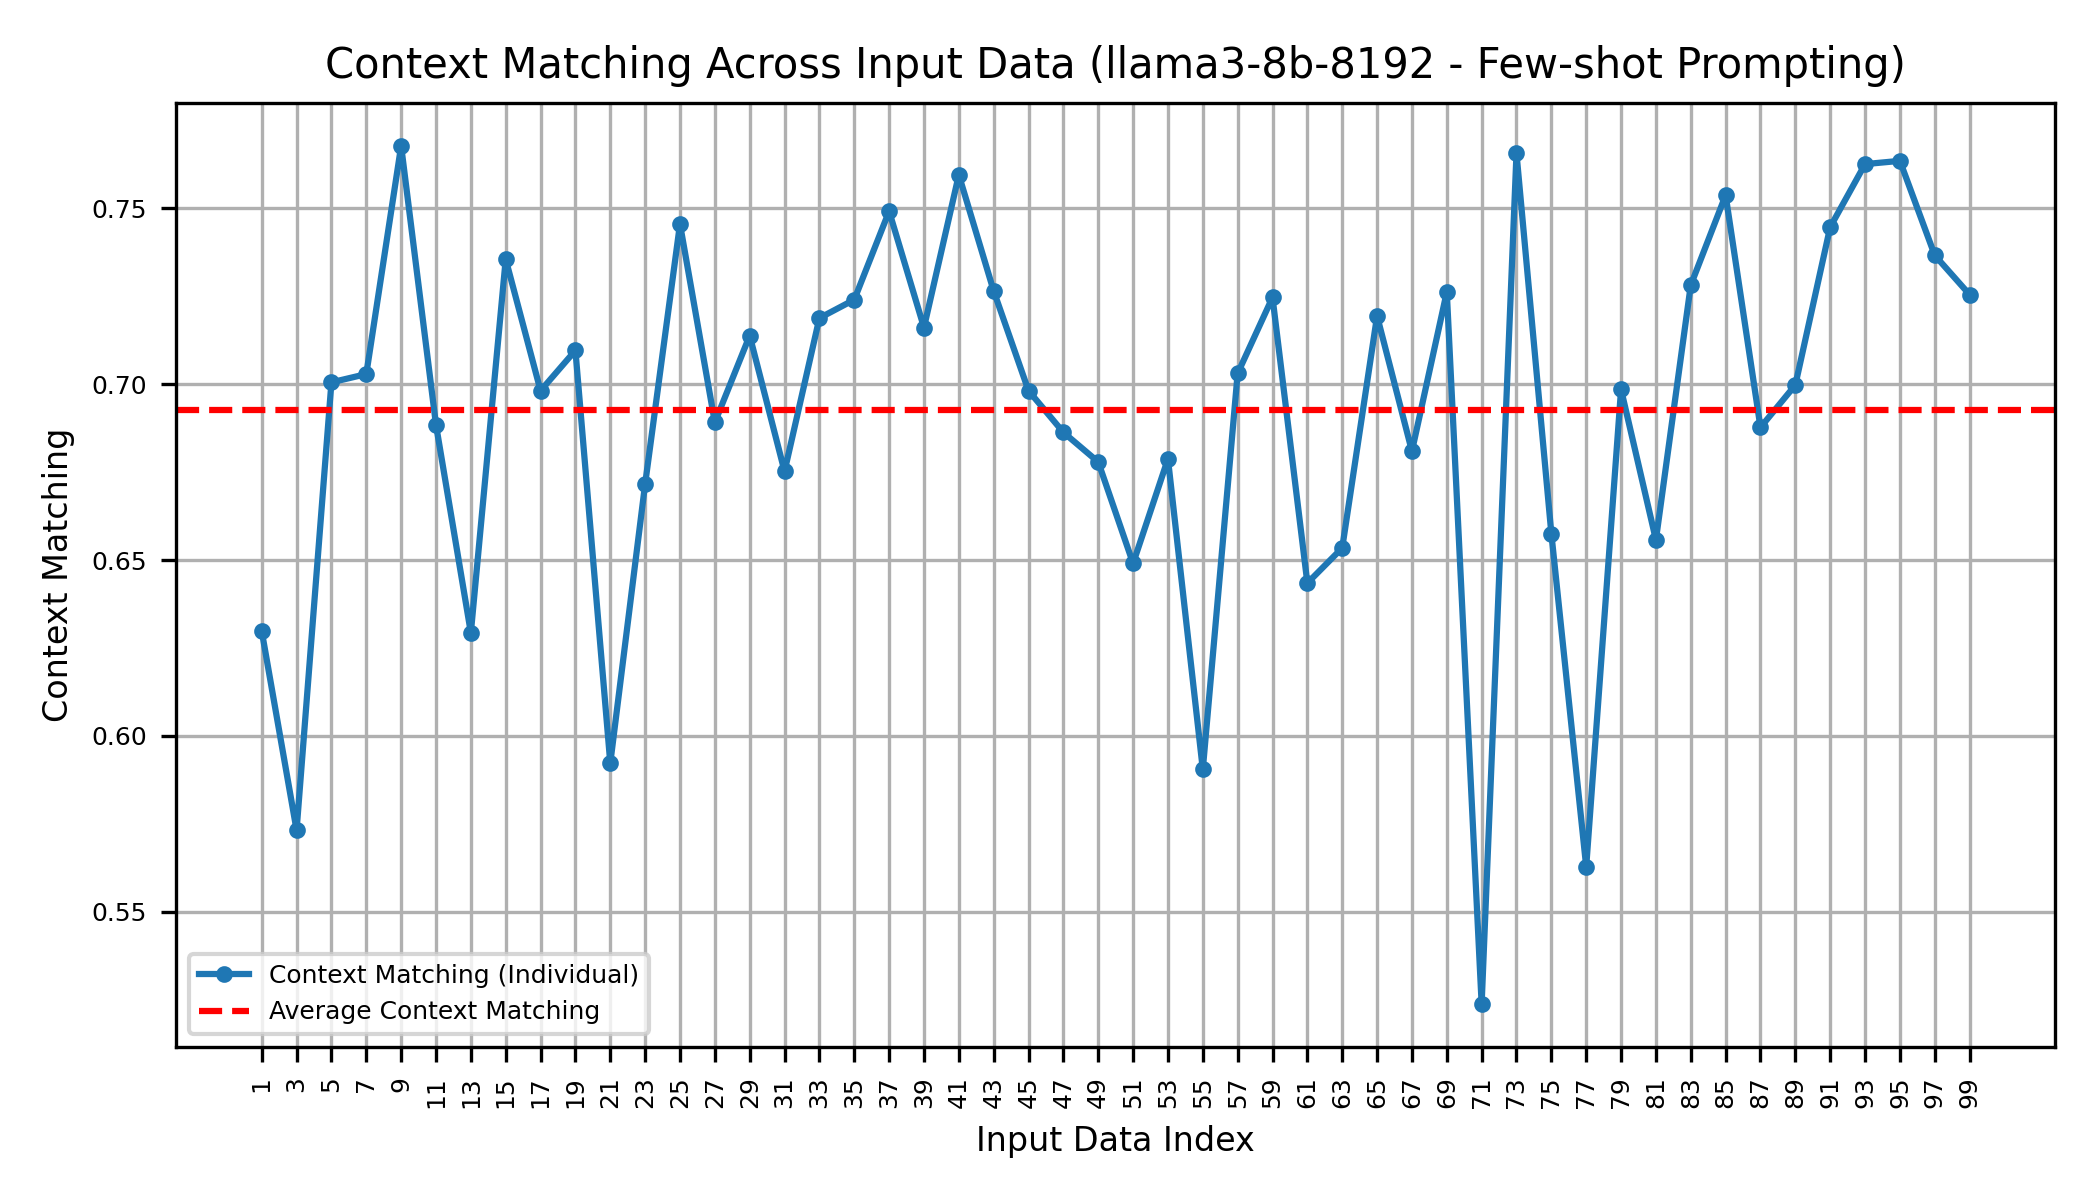 Context Matching Across Input Data (llama3-8b-8192 - Few-shot Prompting)
Context Matching
0.75
0.70
0.65
0.60
0.55
Context Matching (Individual)
Average Context Matching
1 3 5 7 9 11 13 15 17 19 21 23 25 27 29 31 33 35 37 39 41 43 45 47 49 51 53 55 57 59 61 63 65 67 69 71 73 75 77 79 81 83 85 87 89 91 93 95 97 99
Input Data Index